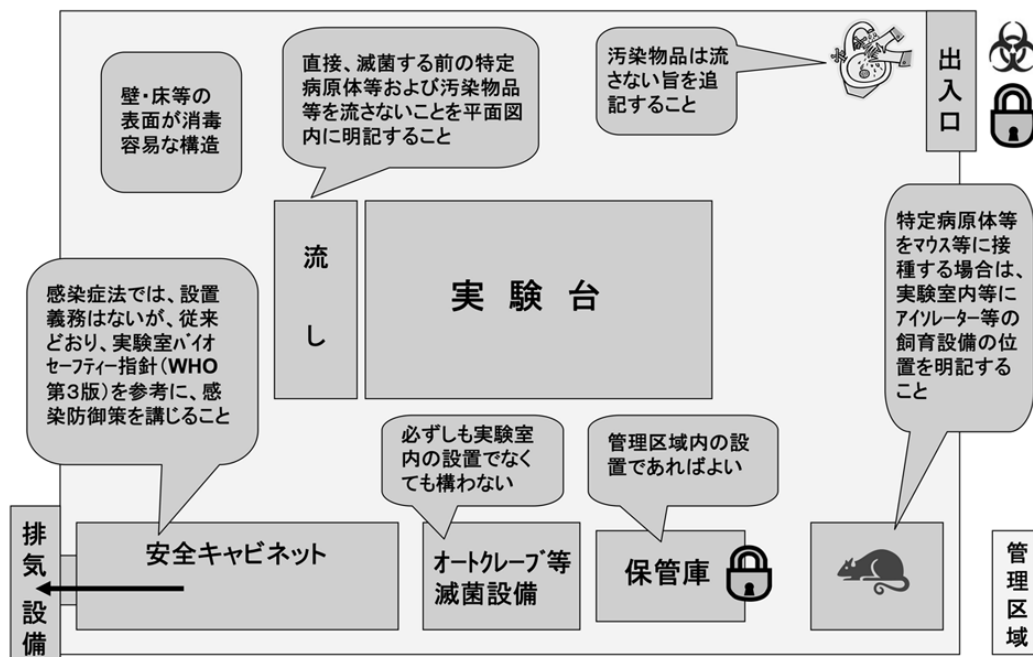 壁・床等の
表面が消毒
容易な構造
直接、滅菌する前の特定
病原体等および汚染物品
等を流さないことを平面図
内に明記すること
汚染物品は流
さない旨を追
記すること
出入口
特定病原体等
をマウス等に接
種する場合は、
実験室内等に
アイソレーター等の
飼育設備の位
置を明記する
こと
流し
実験台
感染症法では、設置
義務はないが、従来
どおり、実験室バイオ
セーフティー指針(WHO
第3版)を参考に、感
染防御策を講じること
必ずしも実験室
内の設置でなく
ても構わない
管理区域内の設
置であればよい
排気設備
安全キャビネット
オートクレーブ等
滅菌設備
保管庫
管理区域